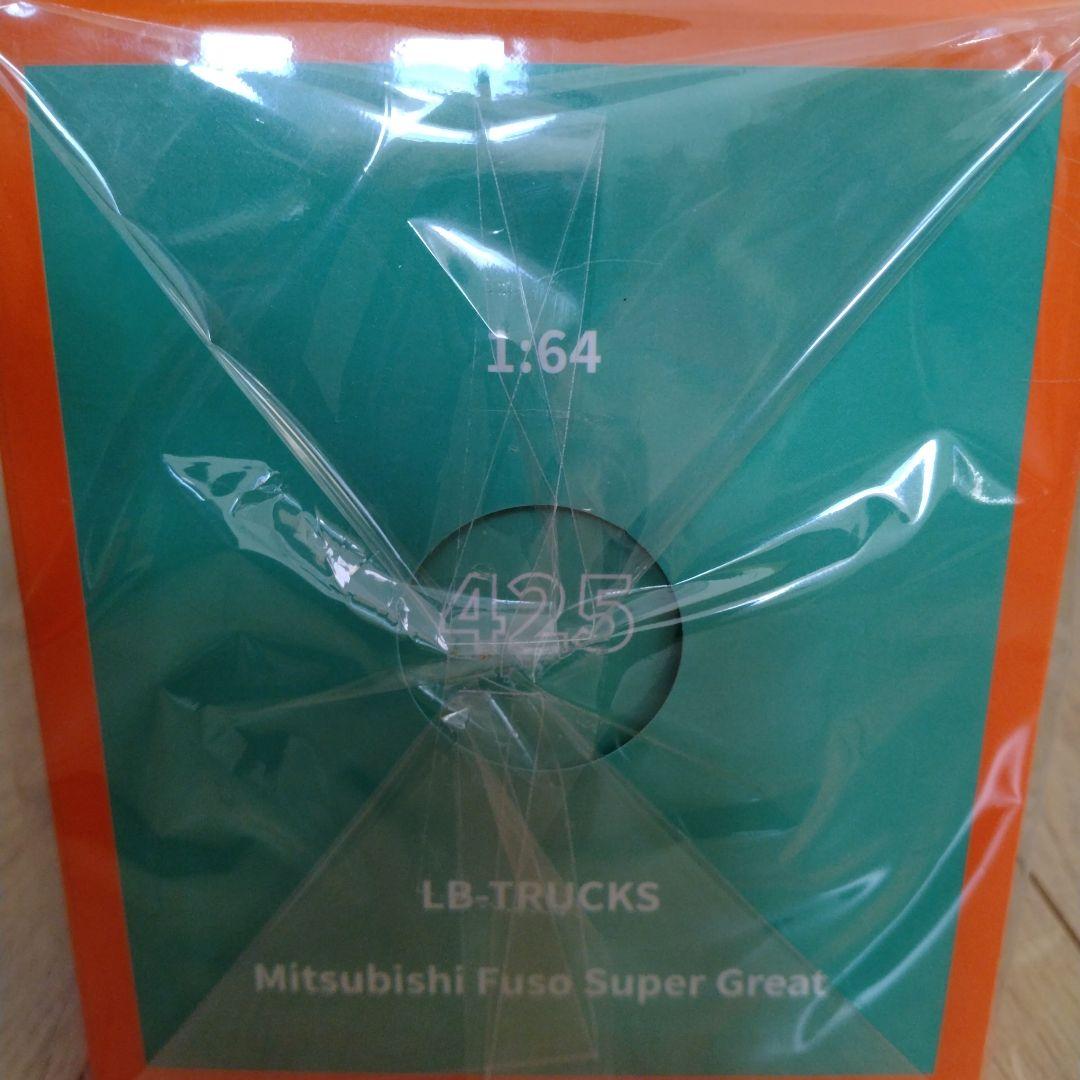 1:64
425
LB-TRUCKS
Mitsubishi Fuso Super Great